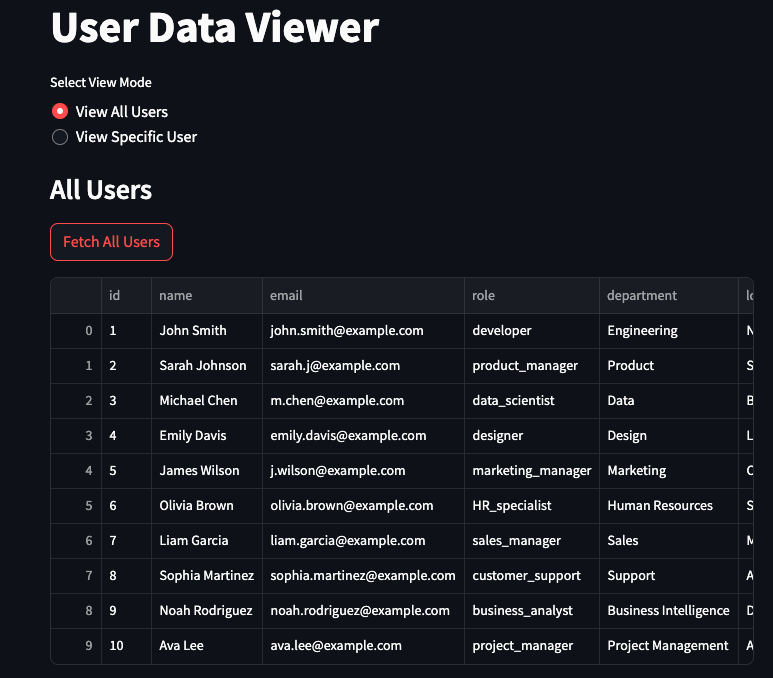 User Data Viewer
Select View Mode
View All Users
View Specific User
All Users
Fetch All Users
id name email role department
0 1 John Smith john.smith@example.com developer Engineering N
1 2 Sarah Johnson sarah.j@example.com product_manager Product S
2 3 Michael Chen m.chen@example.com data_scientist Data B
3 4 Emily Davis emily.davis@example.com designer Design L
4 5 James Wilson j.wilson@example.com marketing_manager Marketing
5 6 Olivia Brown olivia.brown@example.com HR_specialist Human Resources S
6 7 Liam Garcia liam.garcia@example.com sales_manager Sales
7 8 Sophia Martinez sophia.martinez@example.com customer_support Support A
8 9 Noah Rodriguez noah.rodriguez@example.com business_analyst Business Intelligence D
9 10 Ava Lee ava.lee@example.com project_manager Project Management A